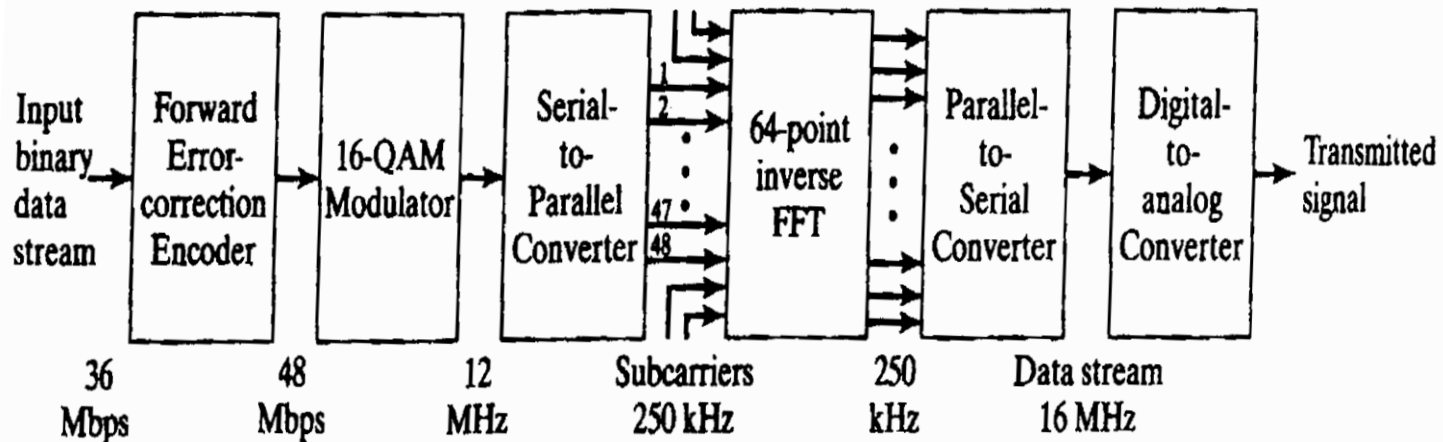 Input
binary
data
stream
Forward
Error-
correction
Encoder
16-QAM
Modulator
Serial-
to-
Parallel
Converter
1
2
47
48
64-point
inverse
FFT
Parallel-
to-
Serial
Converter
Digital-
to-
analog
Converter
Transmitted
signal
36
Mbps
48
Mbps
12
MHz
Subcarriers
250 kHz
250
kHz
Data stream
16 MHz